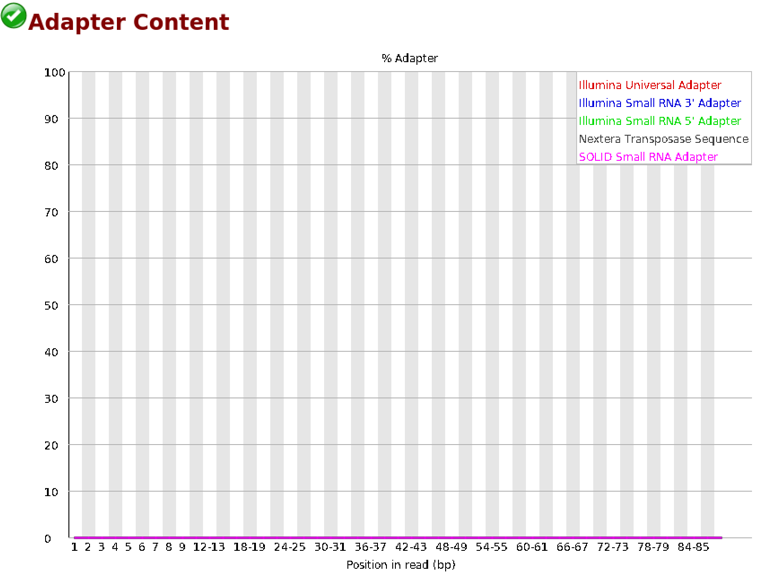 Adapter Content
% Adapter
100
90
80
70
60
50
40
30
20
10
0
Illumina Universal Adapter
Illumina Small RNA 3' Adapter
Illumina Small RNA 5' Adapter
Nextera Transposase Sequence
SOLID Small RNA Adapter
1 2 3 4 5 6 7 8 9 12-13 18-19 24-25 30-31 36-37 42-43 48-49 54-55 60-61 66-67 72-73 78-79 84-85
Position in read (bp)